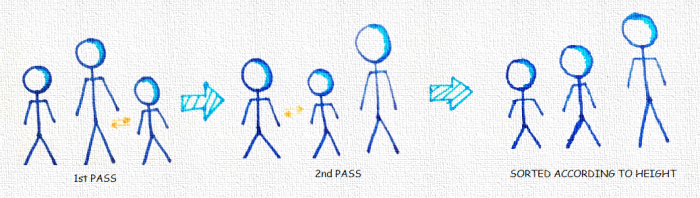 1st PASS
2nd PASS
SORTED ACCORDING TO HEIGHT